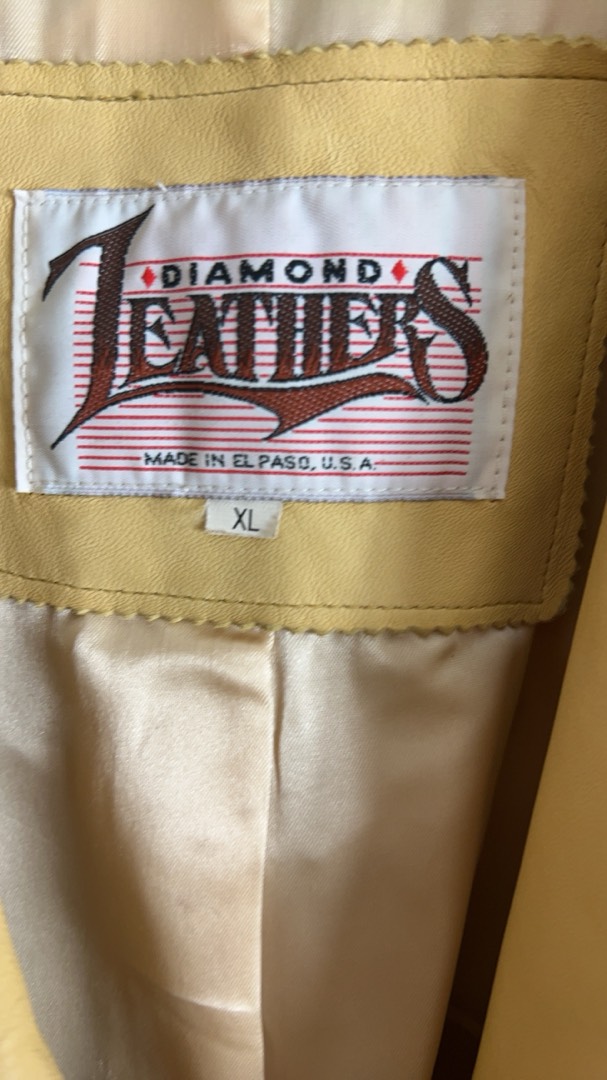 DIAMOND
LEATHERS
MADE IN EL PASO, U.S.A.
XL